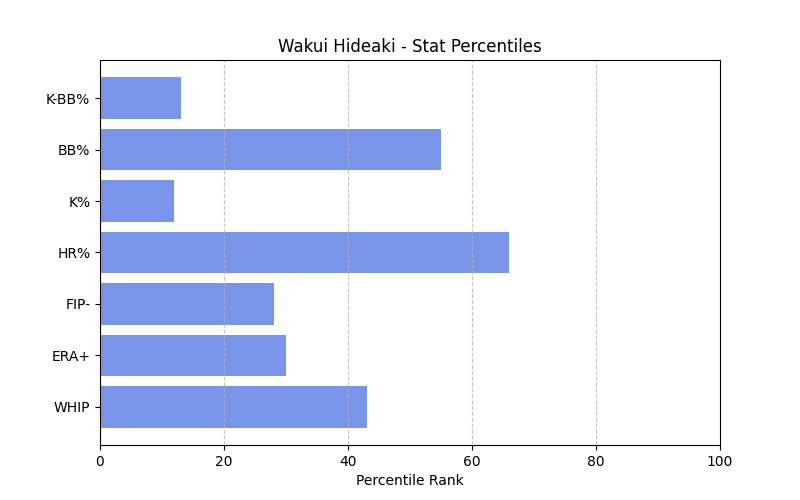 Wakui Hideaki - Stat Percentiles
K-BB%
BB%
K%
HR%
FIP-
ERA+
WHIP
0 20 40 60 80 100
Percentile Rank